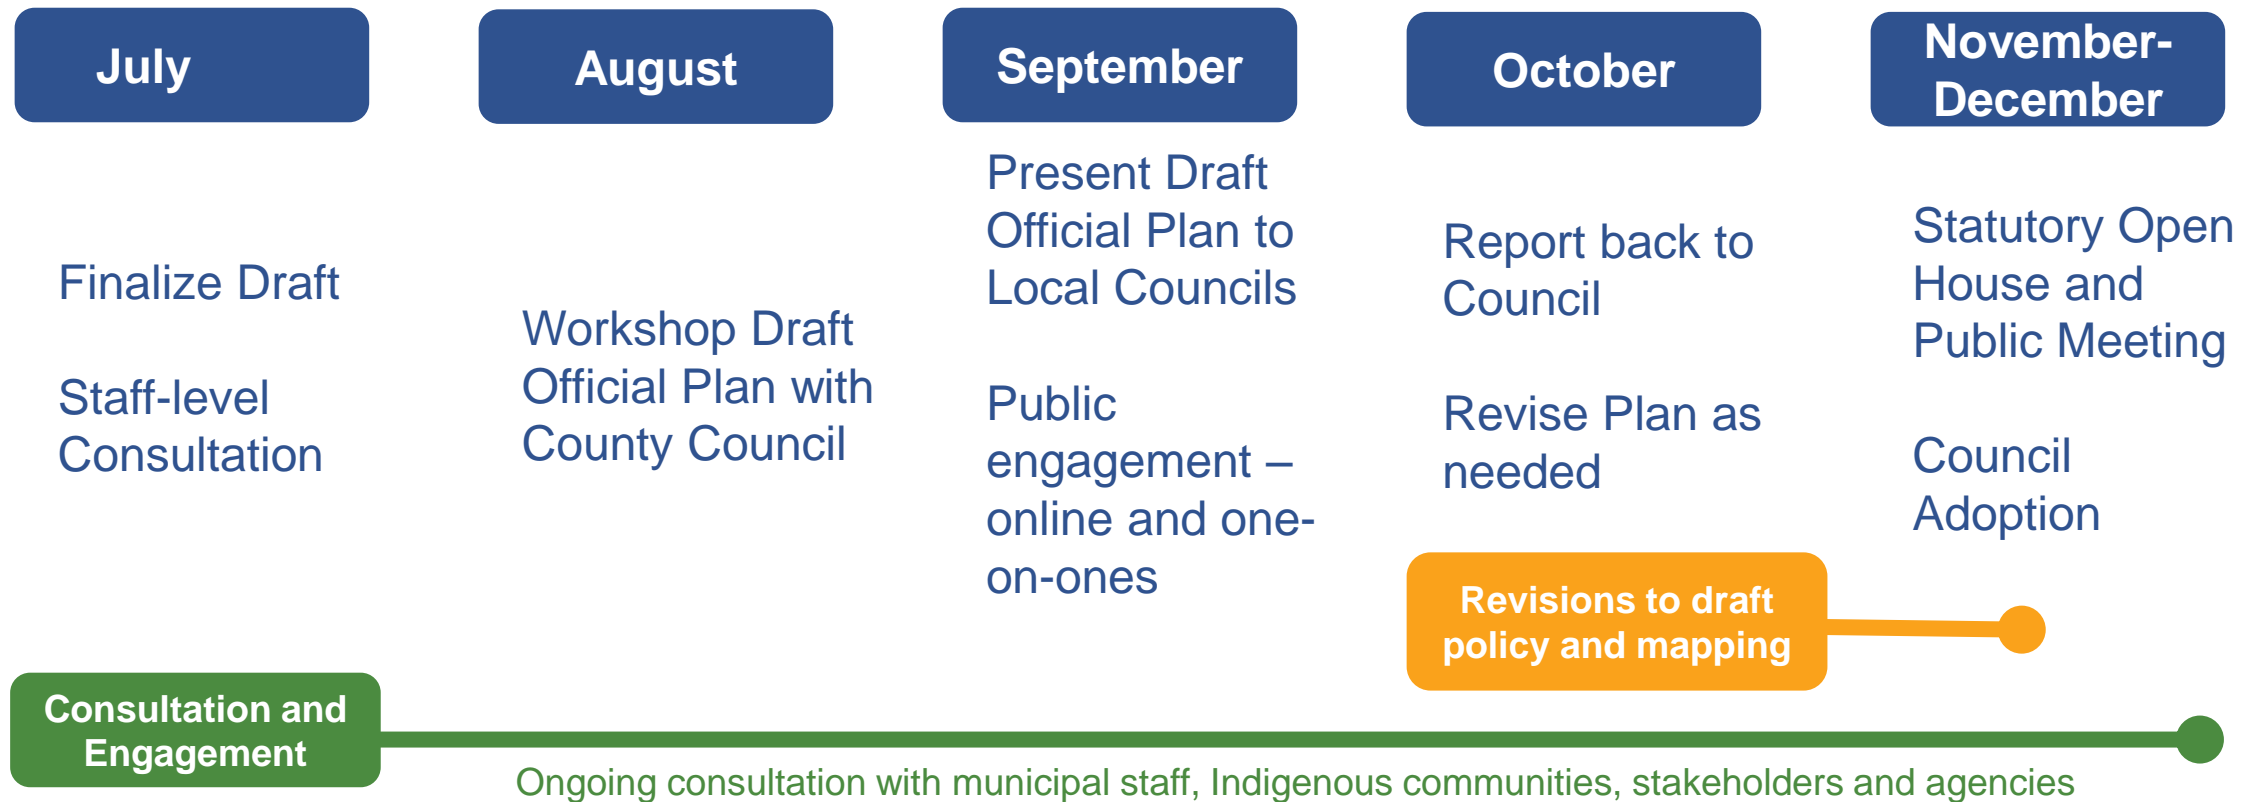 July
Finalize Draft
Staff-level
Consultation
August
Workshop Draft
Official Plan with
County Council
September
Present Draft
Official Plan to
Local Councils
Public
engagement –
online and one-
on-ones
October
Report back to
Council
Revise Plan as
needed
November-
December
Statutory Open
House and
Public Meeting
Council
Adoption
Revisions to draft
policy and mapping
Consultation and
Engagement
Ongoing consultation with municipal staff, Indigenous communities, stakeholders and agencies